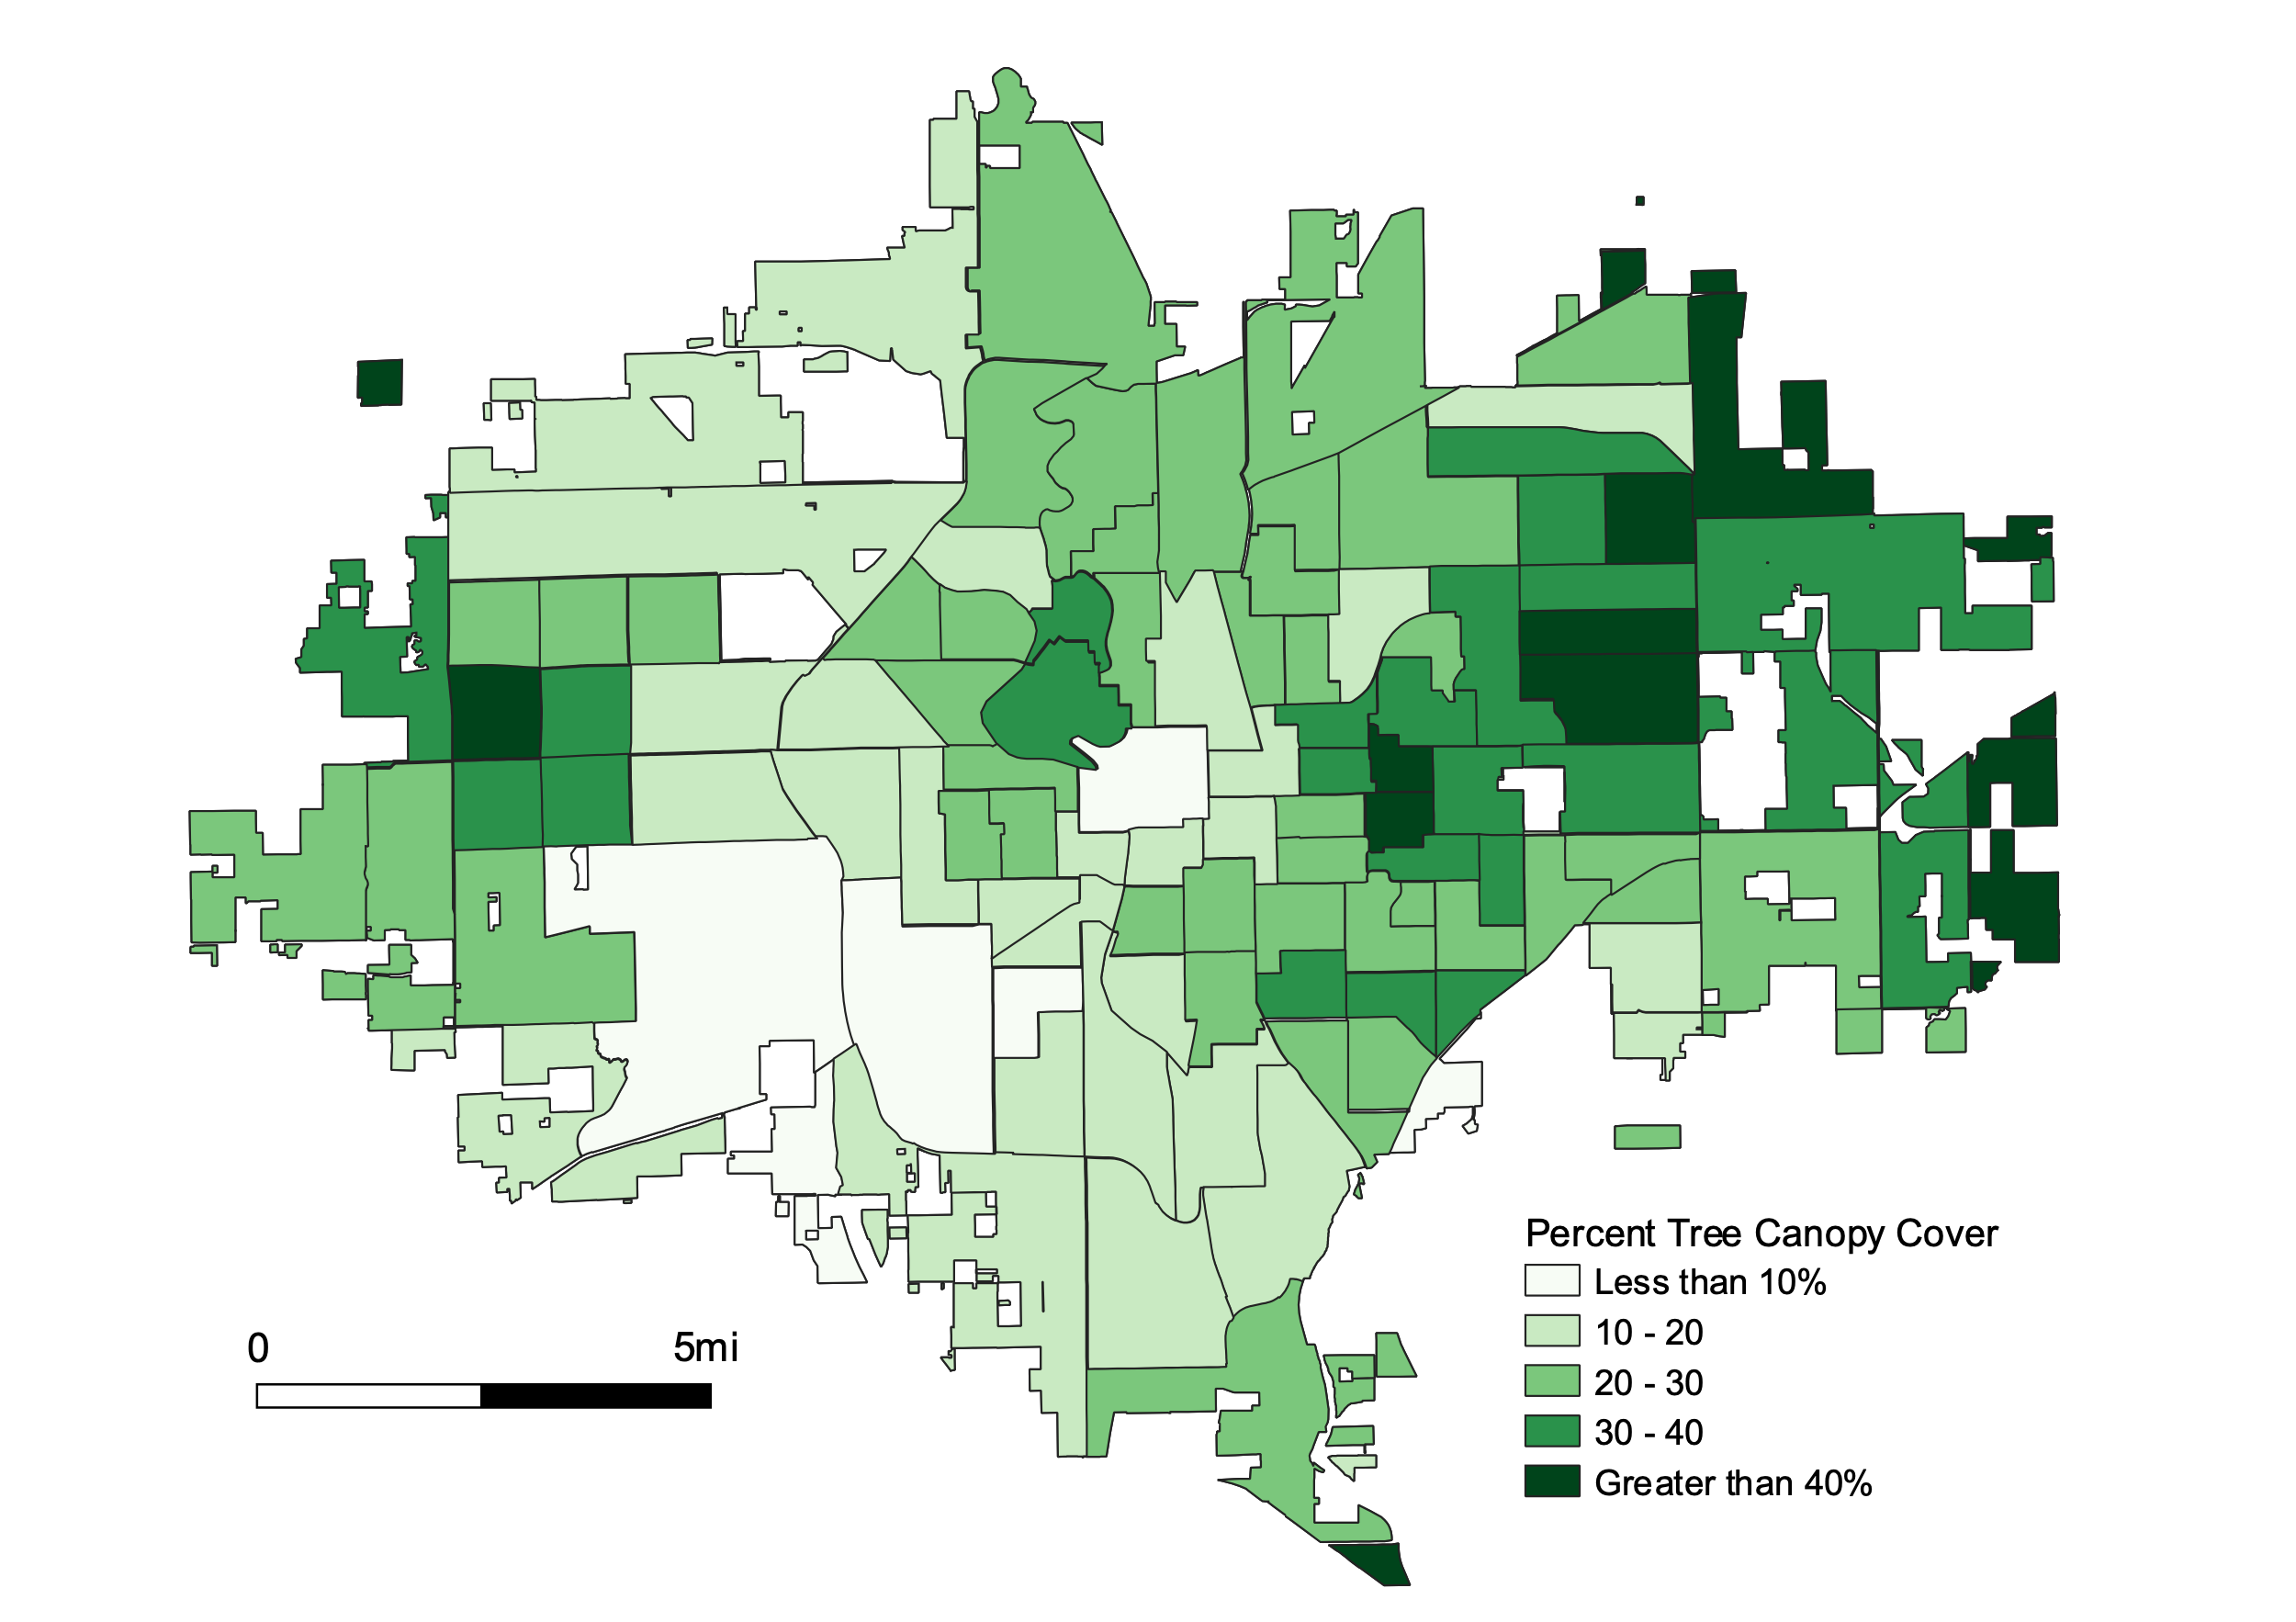 Percent Tree Canopy Cover
Less than 10%
10 - 20
20 - 30
30 - 40
Greater than 40%
0 5mi